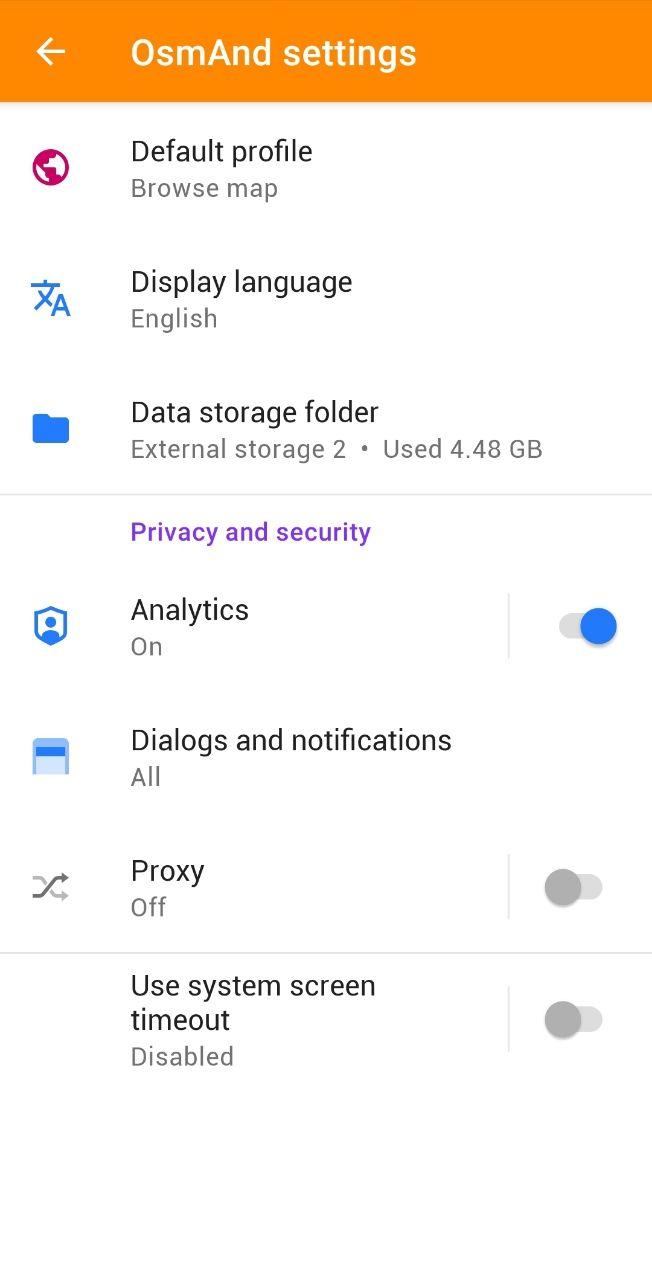 OsmAnd settings
Default profile
Browse map
Display language
English
Data storage folder
External storage 2 • Used 4.48 GB
Privacy and security
Analytics
On
Dialogs and notifications
All
Proxy
Off
Use system screen
timeout
Disabled